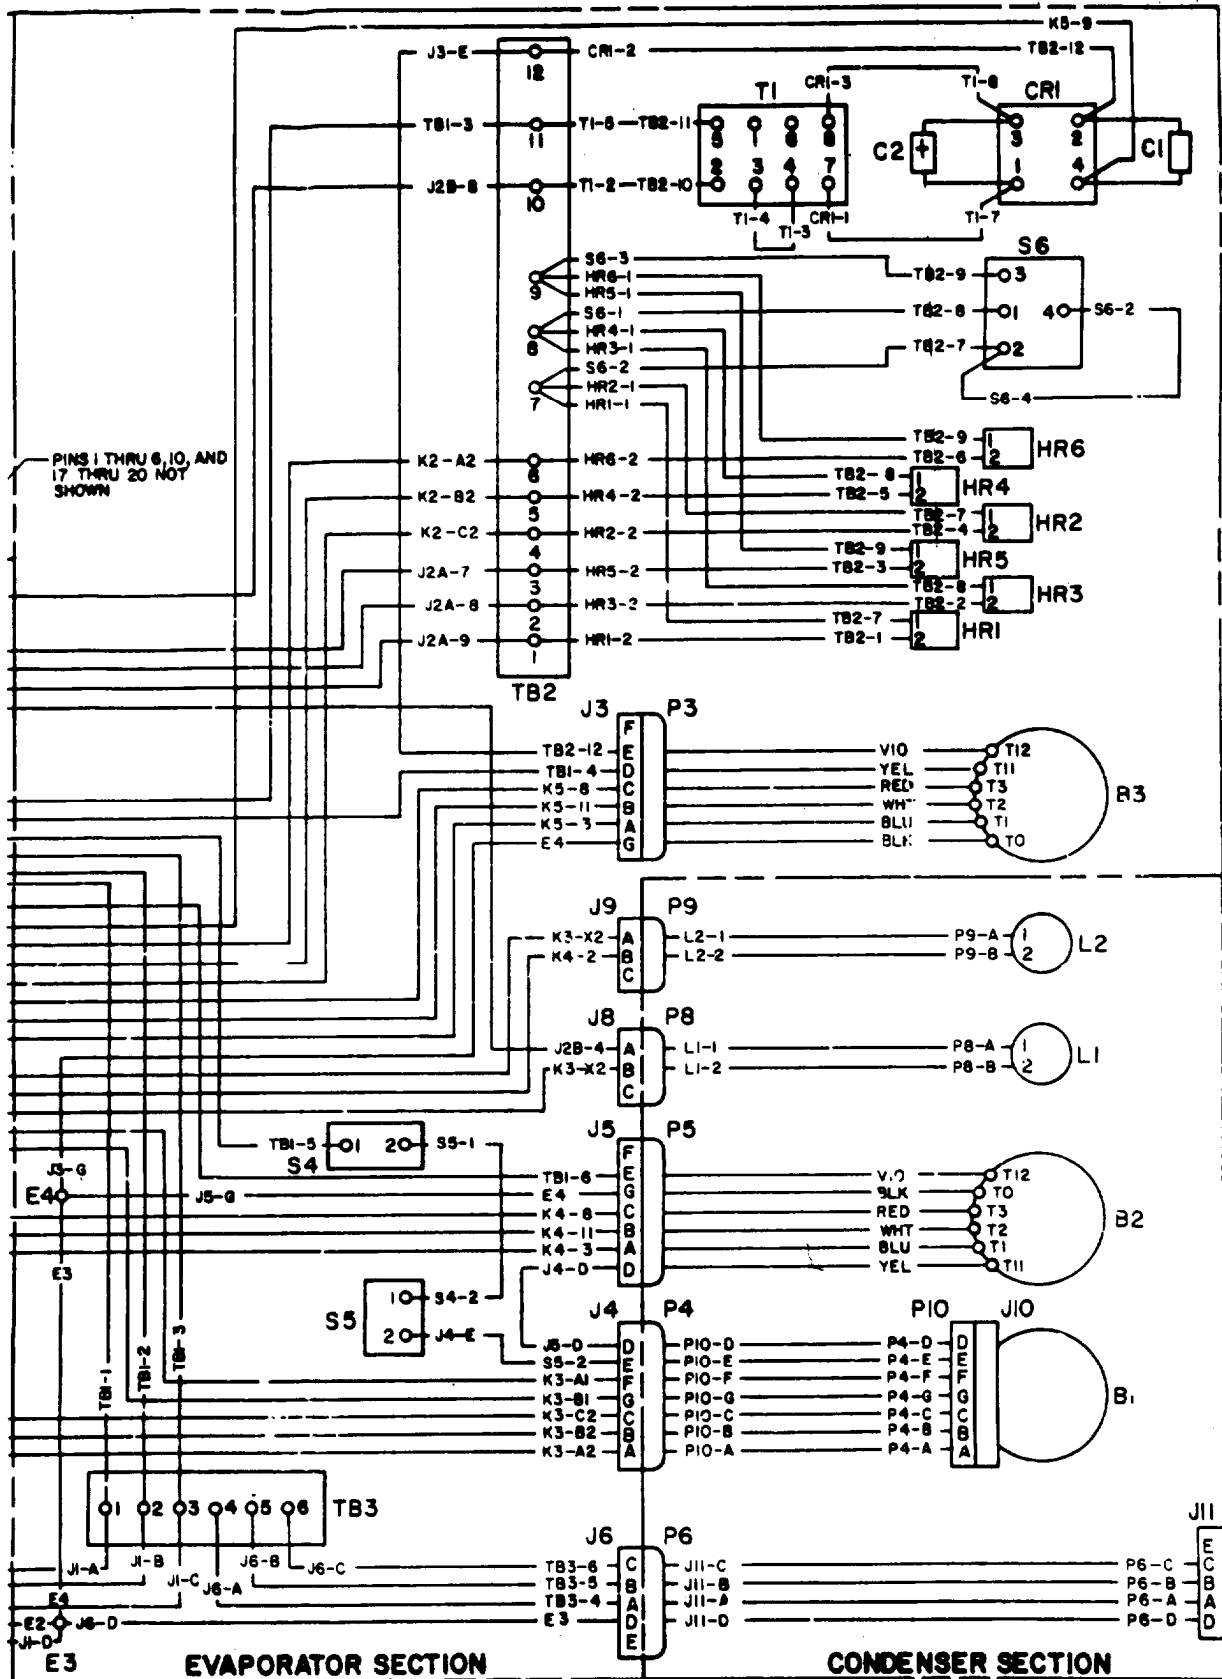 K5-9
J3-E 12 CR1-2 TB2-12
T1 CR1-3 T1-8 CR1
TB1-3 11 T1-5 TB2-11
5 1 6 8
C2 +
3 2
C1
2 3 4 7
1 4
J2B-8 10 T1-2 TB2-10
T1-4 T1-3 CR1-1 T1-7
S6
S6-3 TB2-9 3
9 HR6-1
HR5-1
S6-1 TB2-8 1 4 S6-2
8 HR4-1
HR3-1 TB2-7 2
S6-2
7 HR2-1
HR1-1 S6-4
PINS 1 THRU 6, 10, AND
17 THRU 20 NOT
SHOWN
TB2-9 1
K2-A2 6 HR6-2 TB2-6 2 HR6
TB2-8 1
K2-B2 5 HR4-2 TB2-5 2 HR4
TB2-7 1
K2-C2 4 HR2-2 TB2-4 2 HR2
TB2-9 1
J2A-7 3 HR5-2 TB2-3 2 HR5
TB2-8 1
J2A-8 2 HR3-2 TB2-2 2 HR3
TB2-7 1
J2A-9 1 HR1-2 TB2-1 2 HR1
TB2
J3 P3
F
TB2-12 E VIO T12
TB1-4 D YEL T11
K5-8 C RED T3
K5-11 B WHT T2
K5-3 A BLU T1
E4 G BLK T0
B3
J9 P9
K3-X2 A L2-1 P9-A 1
K4-2 B L2-2 P9-B 2
C
L2
J8 P8
J2B-4 A L1-1 P8-A 1
K3-X2 B L1-2 P8-B 2
C
L1
J5 P5
TB1-5 1 2 S5-1
S4
F
J3-G
TB1-6 E VIO T12
E4 J5-G E4 G BLK T0
K4-8 C RED T3
K4-11 B WHT T2
K4-3 A BLU T1
J4-D D YEL T11
B2
E3
S5
1 S4-2
2 J4-E
J4 P4 P10 J10
J5-D D P10-D P4-D D
S5-2 E P10-E P4-E E
K3-A1 F P10-F P4-F F
K3-B1 G P10-G P4-G G
K3-C2 C P10-C P4-C C
K3-B2 B P10-B P4-B B
K3-A2 A P10-A P4-A A
B1
TB1-1 TB1-2 TB1-3
1 2 3 4 5 6 TB3
J1-A J1-B J1-C J6-A J6-B J6-C
J6 P6 J11
E
TB3-6 C J11-C P6-C C
TB3-5 B J11-B P6-B B
TB3-4 A J11-A P6-A A
E3 D J11-D P6-D D
E
E4
E2 J6-D
J1-D
E3
EVAPORATOR SECTION CONDENSER SECTION